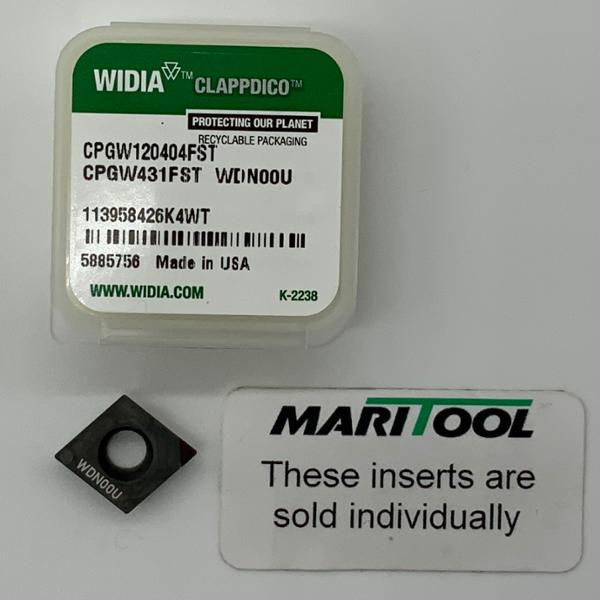 WIDIA™ CLAPPDICO™
PROTECTING OUR PLANET
RECYCLABLE PACKAGING
CPGW120404FST
CPGW431FST WDN00U
113958426K4WT
5885756 Made in USA
WWW.WIDIA.COM K-2238
WDN00U
MARITOOL
These inserts are
sold individually